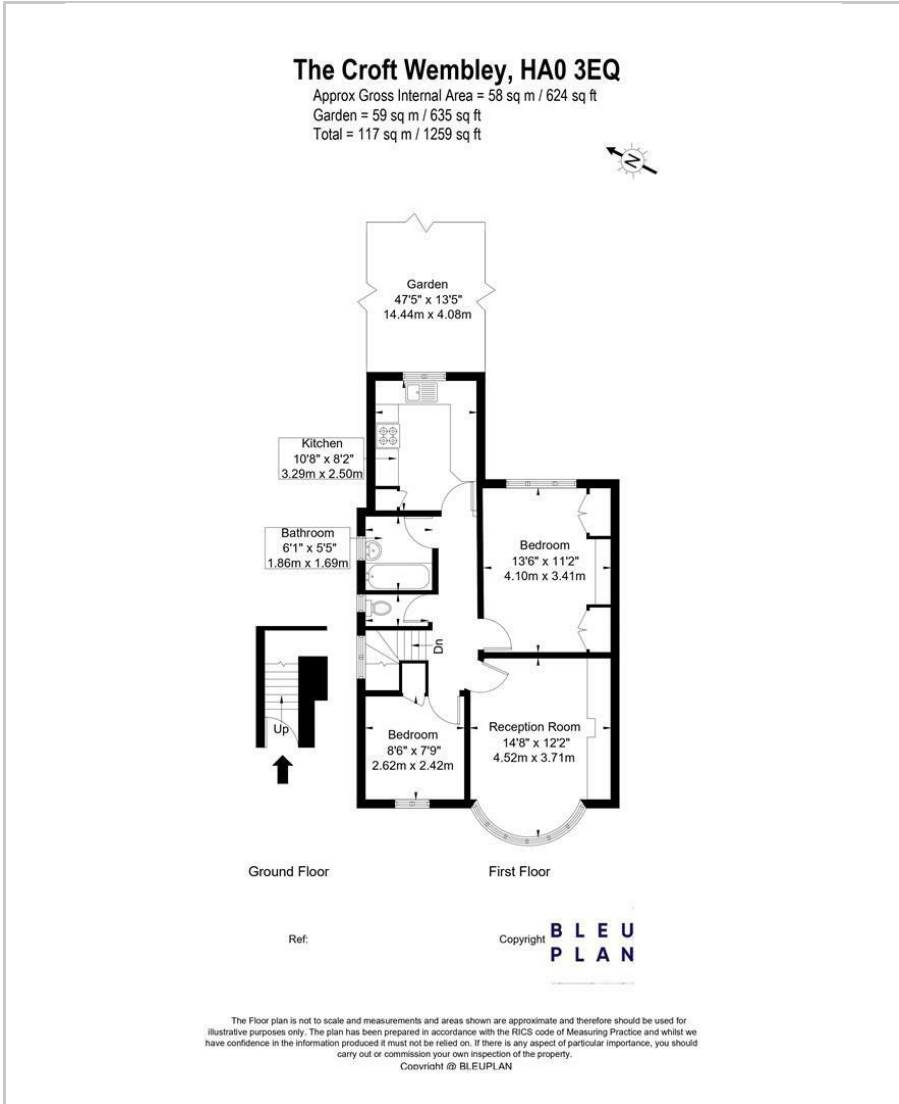 The Croft Wembley, HA0 3EQ
Approx Gross Internal Area = 58 sq m / 624 sq ft
Garden = 59 sq m / 635 sq ft
Total = 117 sq m / 1259 sq ft
N
Garden
47'5" x 13'5"
14.44m x 4.08m
Kitchen
10'8" x 8'2"
3.29m x 2.50m
Bathroom
6'1" x 5'5"
1.86m x 1.69m
Bedroom
13'6" x 11'2"
4.10m x 3.41m
Dn
Up
Bedroom
8'6" x 7'9"
2.62m x 2.42m
Reception Room
14'8" x 12'2"
4.52m x 3.71m
Ground Floor
First Floor
Ref:
Copyright
BLEU
PLAN
The Floor plan is not to scale and measurements and areas shown are approximate and therefore should be used for
illustrative purposes only. The plan has been prepared in accordance with the RICS code of Measuring Practice and whilst we
have confidence in the information produced it must not be relied on. If there is any aspect of particular importance, you should
carry out or commission your own inspection of the property.
Copyright @ BLEUPLAN